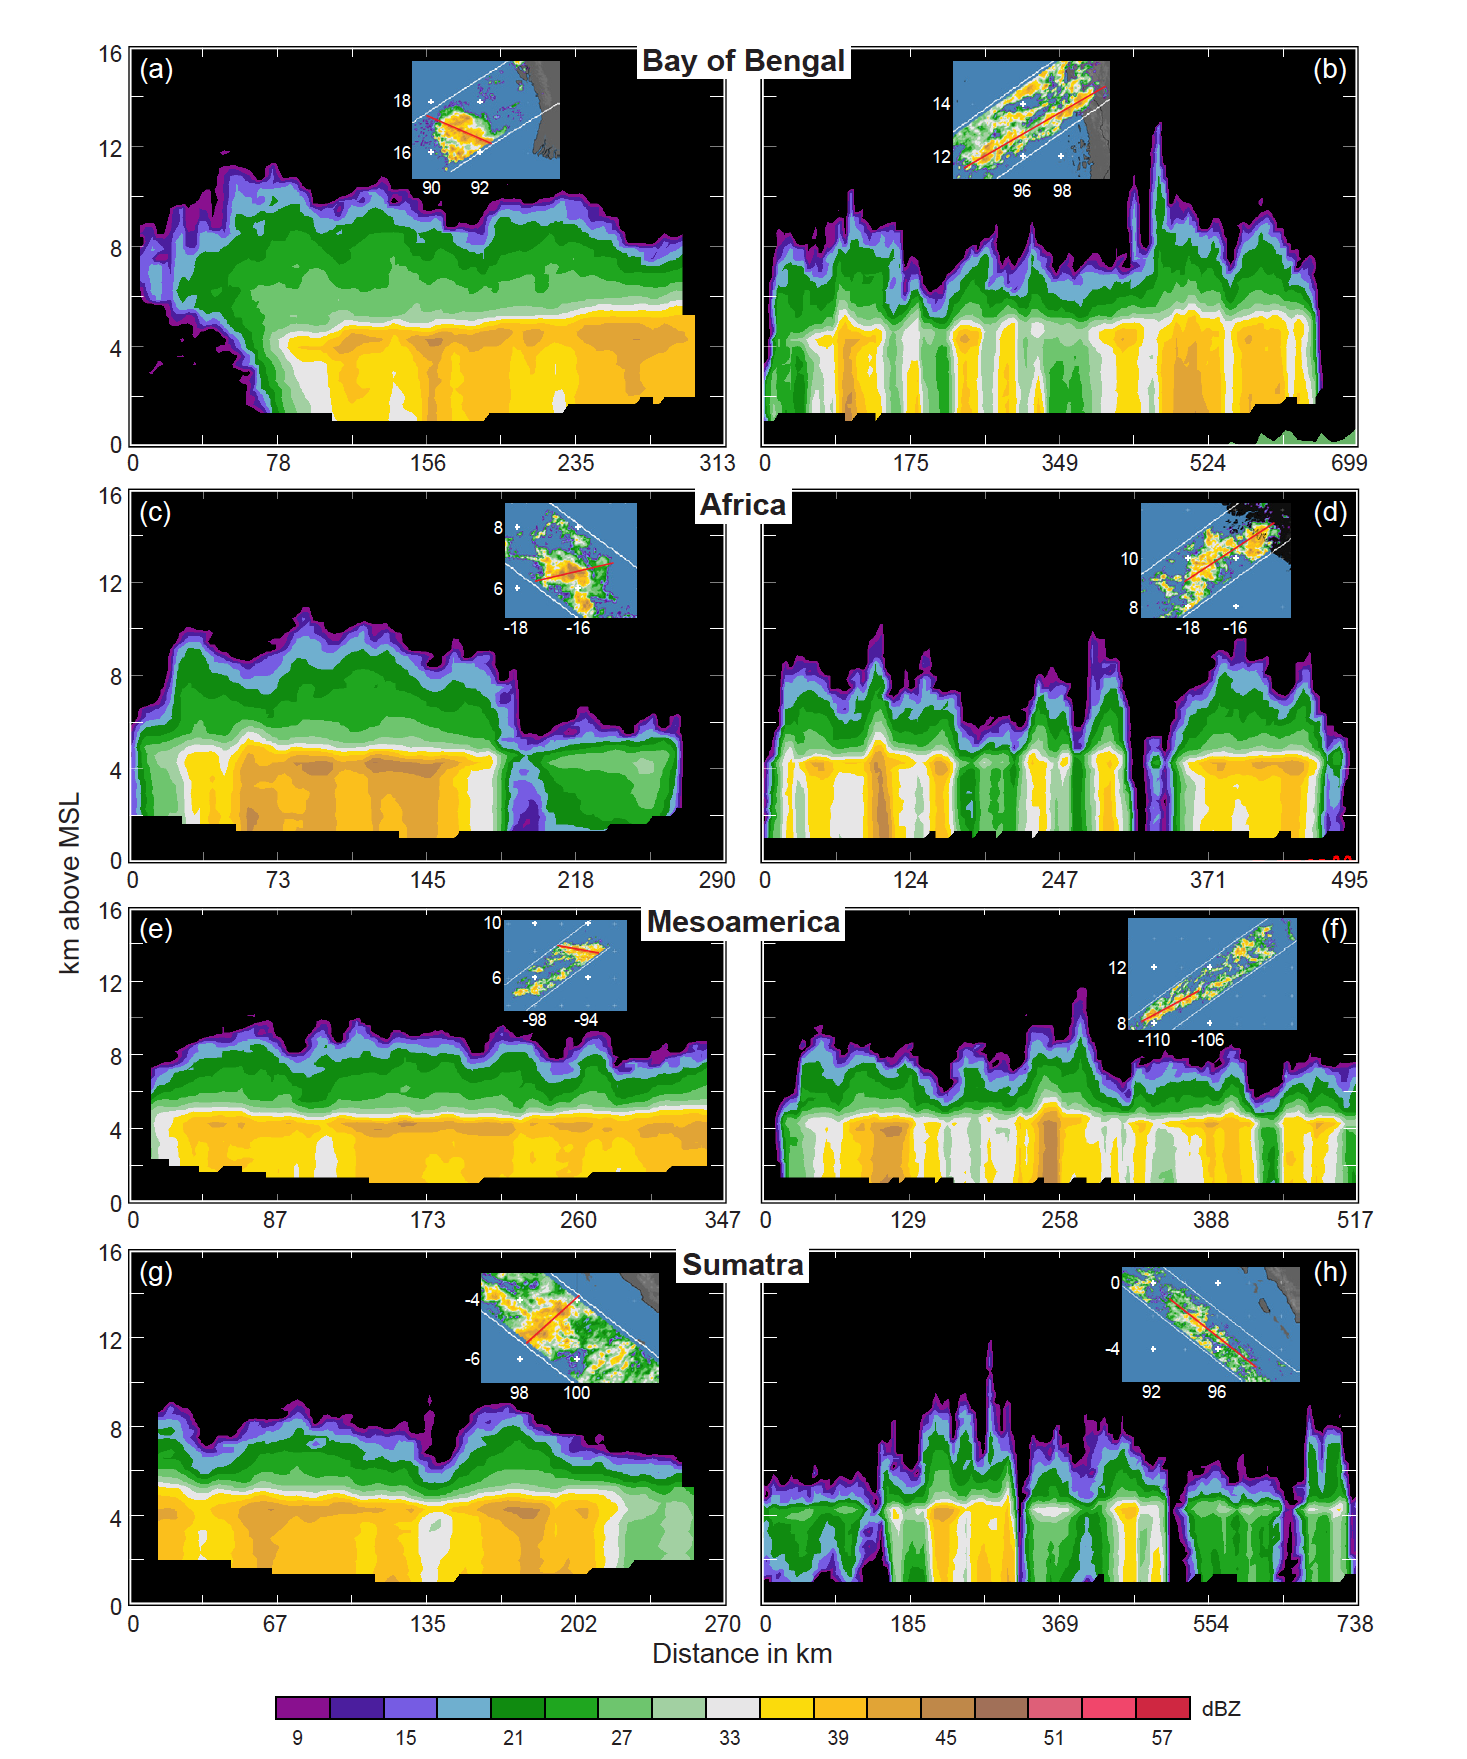 Bay of Bengal
(a)
(b)
16
12
8
4
0
18
16
90 92
14
12
96 98
0 78 156 235 313
0 175 349 524 699
Africa
(c)
(d)
16
12
8
4
0
8
6
-18 -16
10
8
-18 -16
0 73 145 218 290
0 124 247 371 495
km above MSL
Mesoamerica
(e)
(f)
16
12
8
4
0
10
6
-98 -94
12
8
-110 -106
0 87 173 260 347
0 129 258 388 517
Sumatra
(g)
(h)
16
12
8
4
0
-4
-6
98 100
0
-4
92 96
0 67 135 202 270
0 185 369 554 738
Distance in km
dBZ
9 15 21 27 33 39 45 51 57